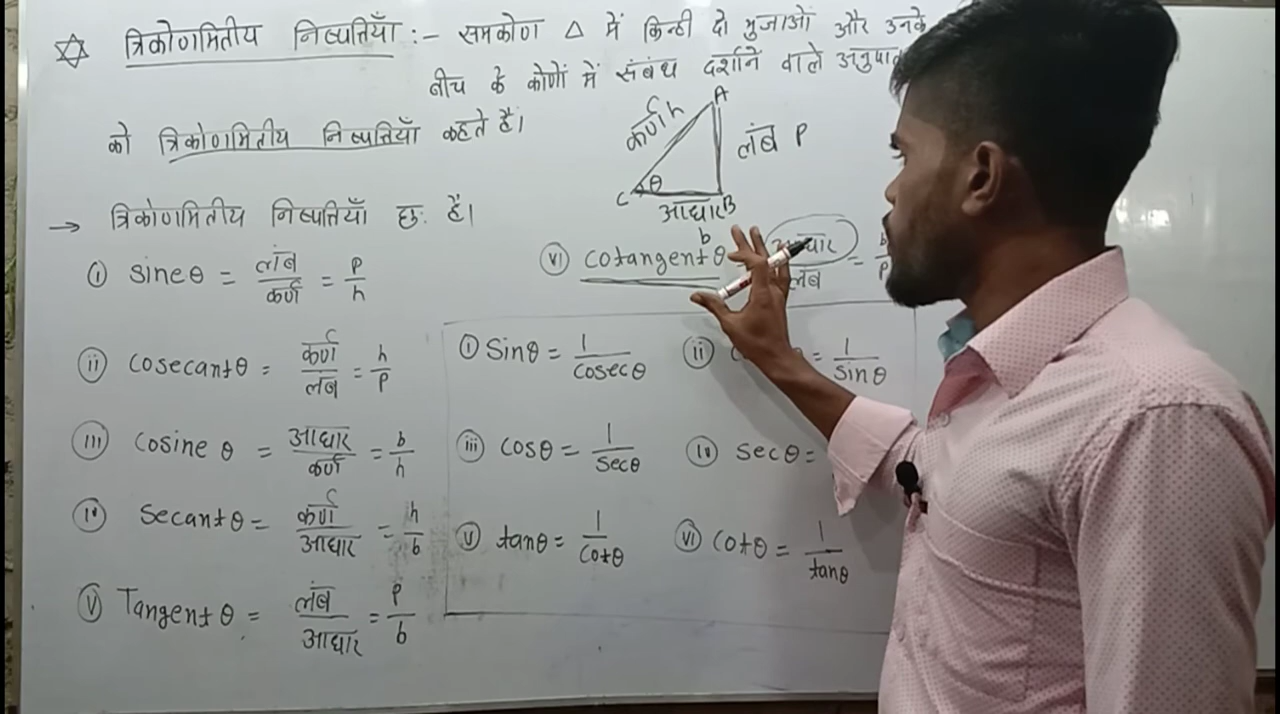 त्रिकोणमितीय निष्पत्तियाँ :- समकोण △ में किन्ही दो भुजाओं और उनके
बीच के कोणों में संबंध दर्शाने वाले अनुपात
को त्रिकोणमितीय निष्पत्तियाँ कहते हैं।
A
कर्ण h
लंब P
C θ
आधार B
b
→ त्रिकोणमितीय निष्पत्तियाँ छः हैं।
(i) sine θ = लंब/कर्ण = P/h
(vi) cotangent θ आधार/लंब = b/P
(ii) cosecant θ = कर्ण/लंब = h/P
(iii) cosine θ = आधार/कर्ण = b/h
(iv) Secant θ = कर्ण/आधार = h/b
(v) Tangent θ = लंब/आधार = P/b
(i) Sinθ = 1/cosecθ
(ii) = 1/sinθ
(iii) cosθ = 1/secθ
(iv) secθ =
(v) tanθ = 1/cotθ
(vi) cotθ = 1/tanθ